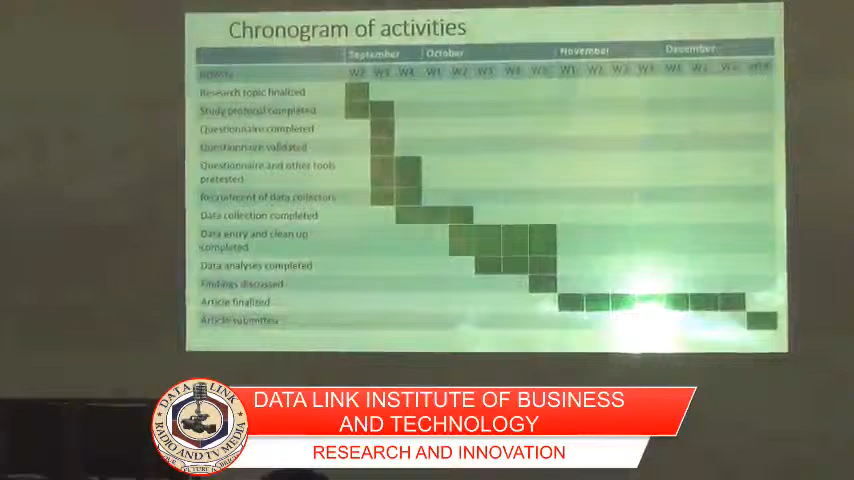 Chronogram of activities
September October November December
Activity W2 W3 W4 W1 W2 W3 W4 W5 W1 W2 W3 W4 W1 W2 W3
Research topic finalized
Study protocol completed
Questionnaire completed
Questionnaire validated
Questionnaire and other tools
pretested
Recruitment of data collectors
Data collection completed
Data entry and clean up
completed
Data analyses completed
Findings discussed
Article finalized
Article submitted
DATA LINK INSTITUTE OF BUSINESS
AND TECHNOLOGY
RESEARCH AND INNOVATION
DATA LINK
RADIO AND TV MEDIA